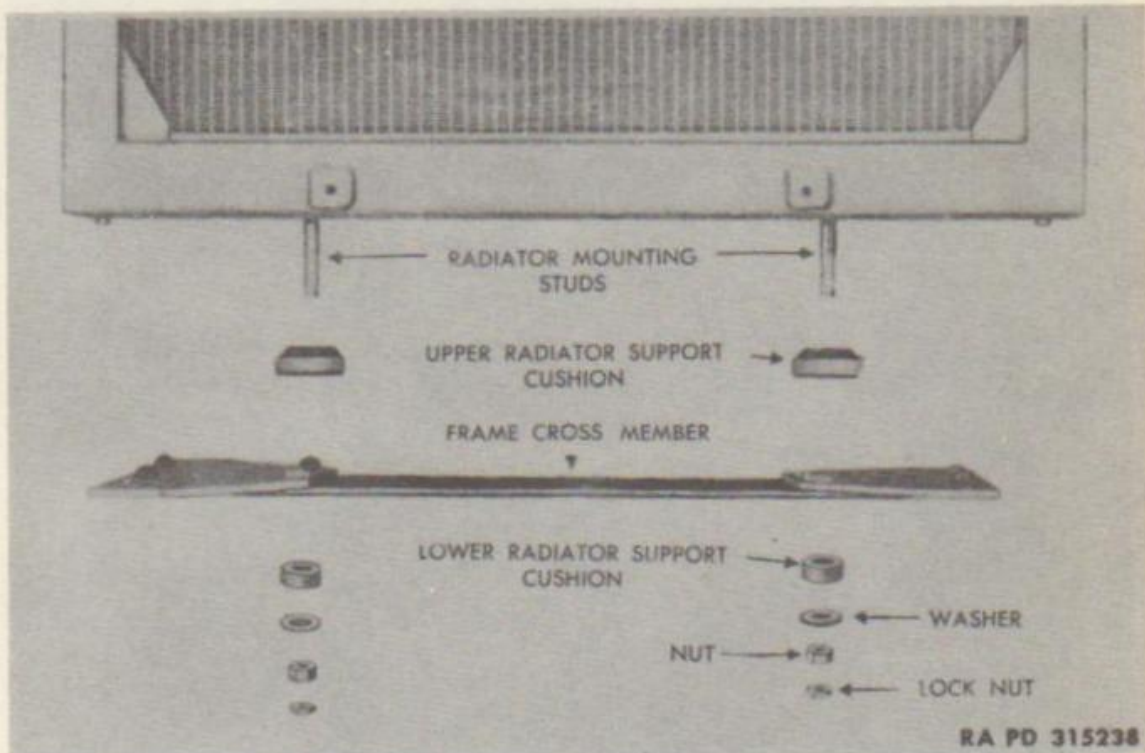 RADIATOR MOUNTING
STUDS
UPPER RADIATOR SUPPORT
CUSHION
FRAME CROSS MEMBER
LOWER RADIATOR SUPPORT
CUSHION
WASHER
NUT
LOCK NUT
RA PD 315238